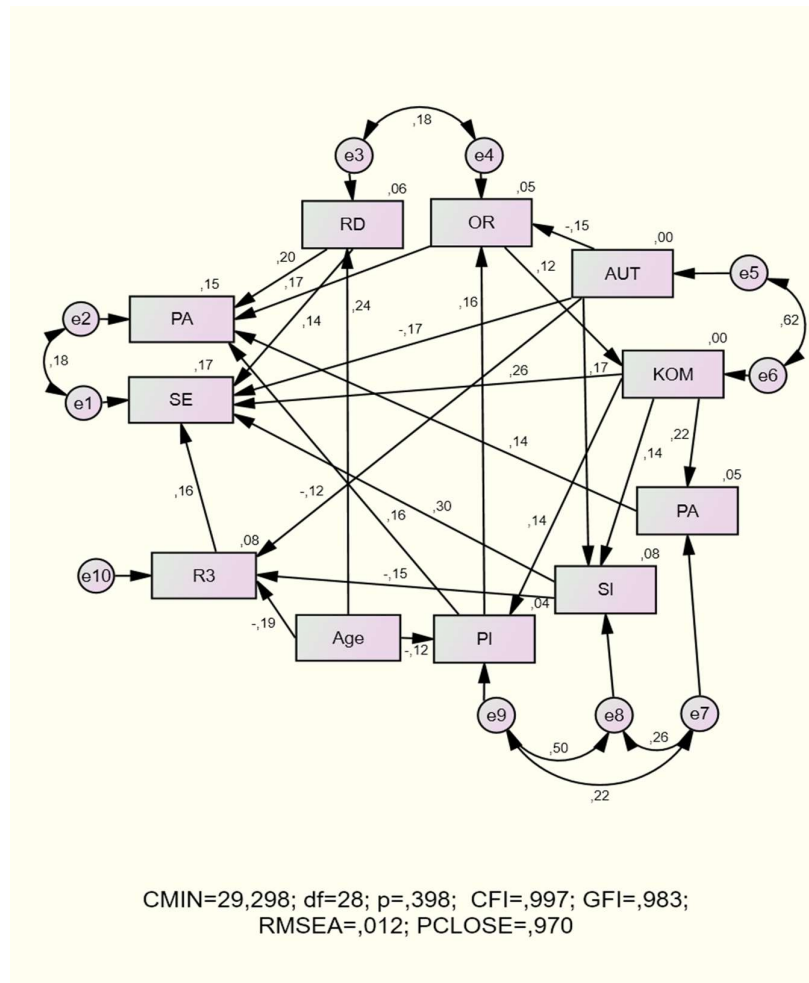 ,18
e3
e4
,06
,05
RD
OR
-,15
,00
,20
,12
AUT
e5
,15
,17
,24
,16
e2
PA
,14
-,17
,62
,00
,18
,17
,26
,17
KOM
e6
e1
SE
,22
,14
,14
,05
,16
-,12
,30
,16
,14
PA
,08
,08
e10
R3
-,15
SI
,04
-,19
Age
-,12
PI
e9
e8
e7
,50
,26
,22
CMIN=29,298; df=28; p=,398; CFI=,997; GFI=,983;
RMSEA=,012; PCLOSE=,970